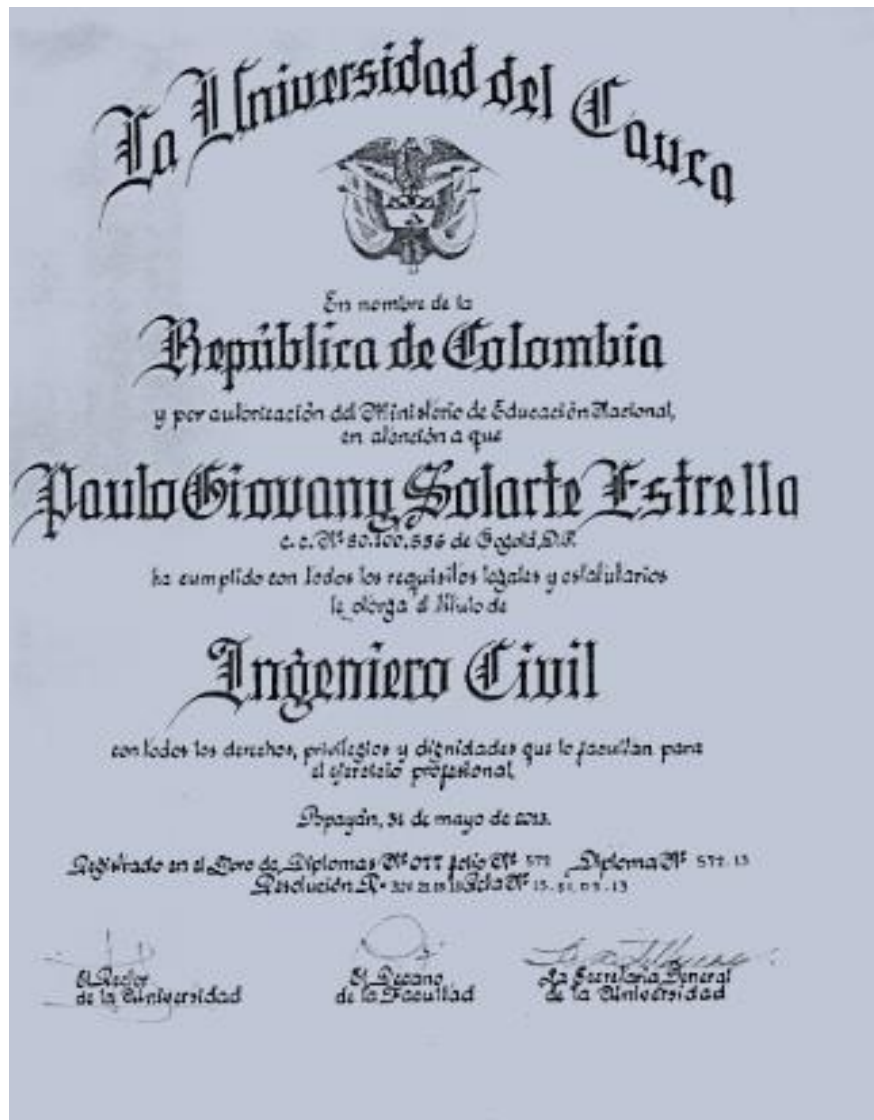 La Universidad del Cauca
En nombre de la
República de Colombia
y por autorización del Ministerio de Educación Nacional,
en atención a que
Paulo Giovany Solarte Estrella
c.c. Nº de Bogotá, D.C.
ha cumplido con todos los requisitos legales y estatutarios
le otorga el título de
Ingeniero Civil
con todos los derechos, privilegios y dignidades que lo facultan para
el ejercicio profesional,
Popayán, 31 de mayo de 2013.
Registrado en el Libro de Diplomas Nº 077 folio Nº 572 Diploma Nº 572.13
Resolución R- Acta Nº
El Rector
de la Universidad
El Decano
de la Facultad
La Secretaria General
de la Universidad